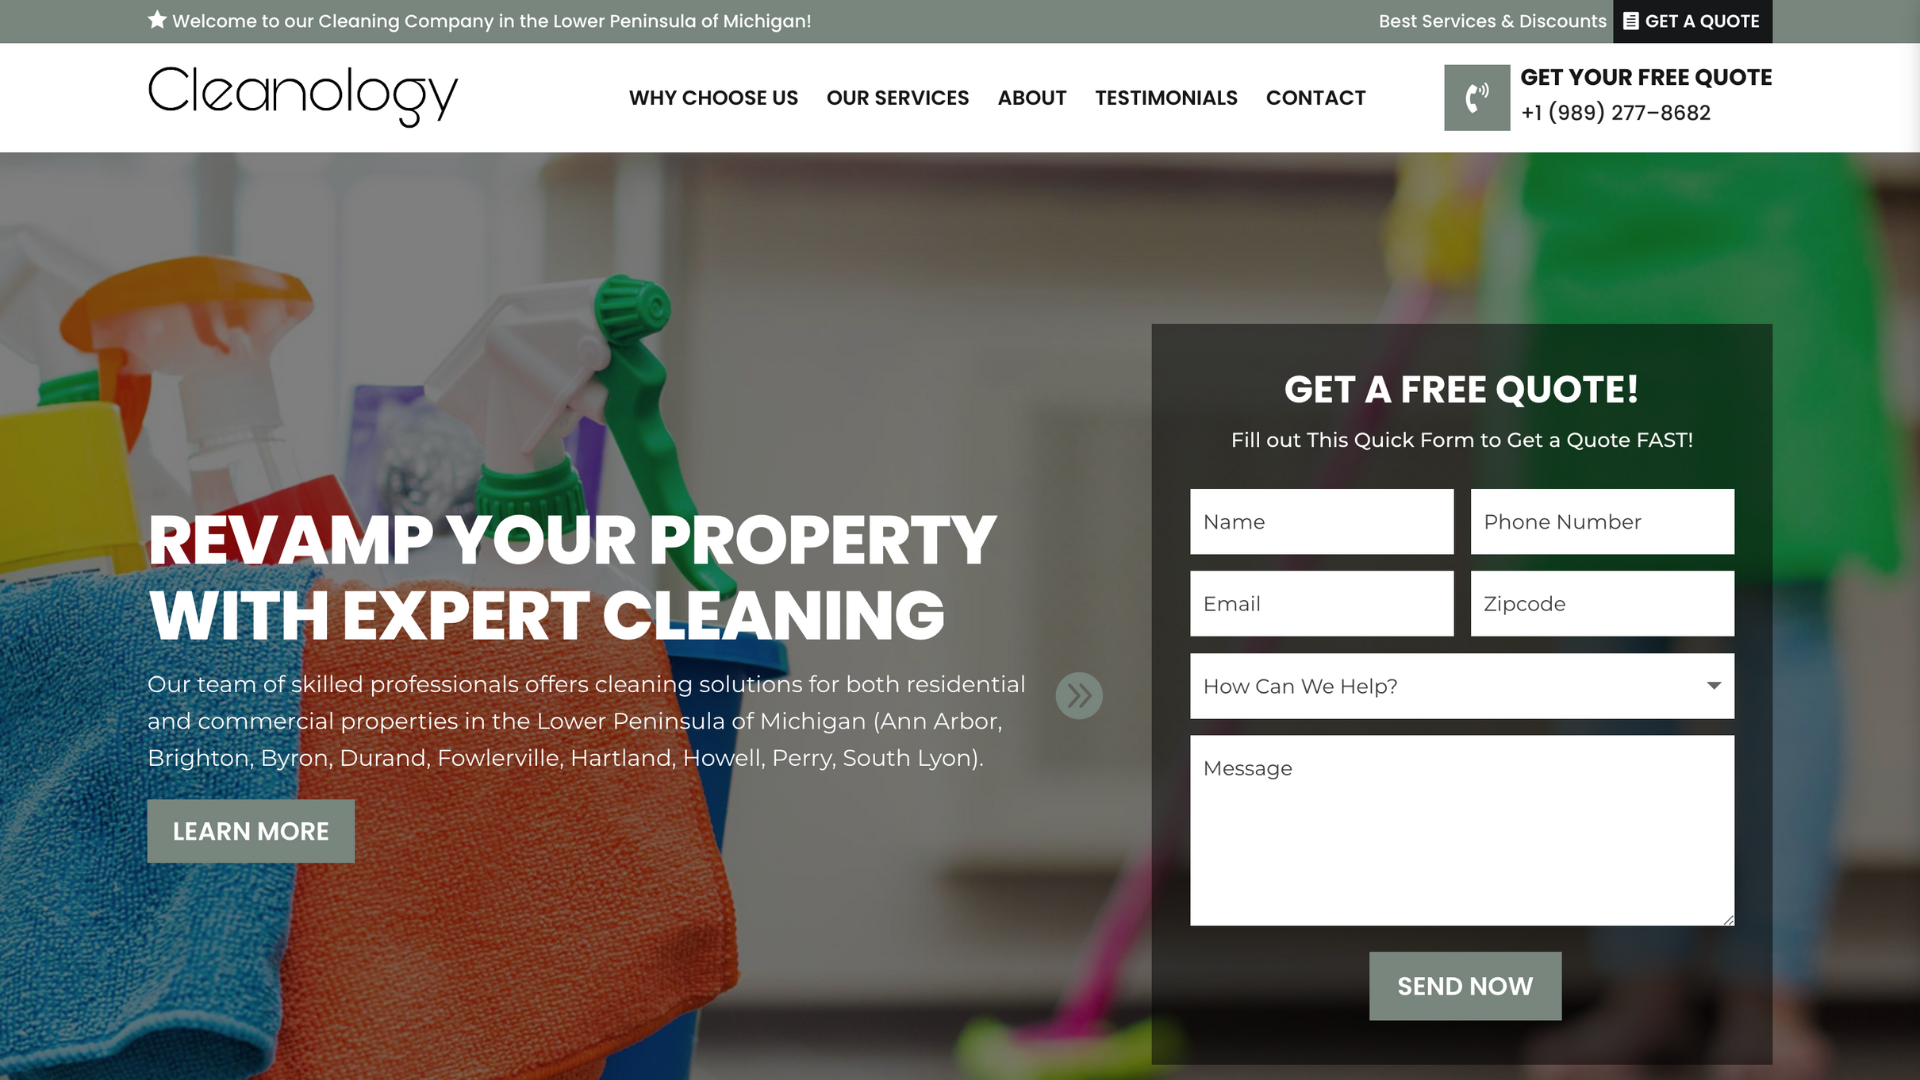 Welcome to our Cleaning Company in the Lower Peninsula of Michigan!
Best Services & Discounts
GET A QUOTE
Cleanology
WHY CHOOSE US
OUR SERVICES
ABOUT
TESTIMONIALS
CONTACT
GET YOUR FREE QUOTE
+1 (989) 277–8682
REVAMP YOUR PROPERTY
WITH EXPERT CLEANING
Our team of skilled professionals offers cleaning solutions for both residential
and commercial properties in the Lower Peninsula of Michigan (Ann Arbor,
Brighton, Byron, Durand, Fowlerville, Hartland, Howell, Perry, South Lyon).
LEARN MORE
GET A FREE QUOTE!
Fill out This Quick Form to Get a Quote FAST!
Name
Phone Number
Email
Zipcode
How Can We Help?
Message
SEND NOW